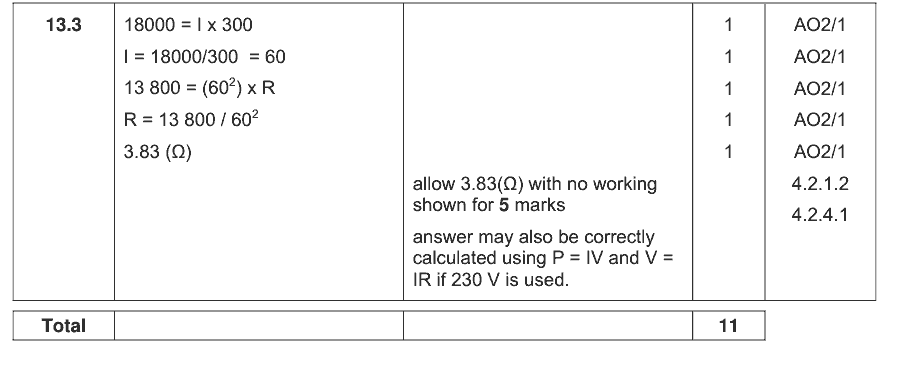 13.3 18000 = I x 300 1 AO2/1
I = 18000/300 = 60 1 AO2/1
13 800 = (60²) x R 1 AO2/1
R = 13 800 / 60² 1 AO2/1
3.83 (Ω) 1 AO2/1
allow 3.83(Ω) with no working 4.2.1.2
shown for 5 marks 4.2.4.1
answer may also be correctly
calculated using P = IV and V =
IR if 230 V is used.
Total 11